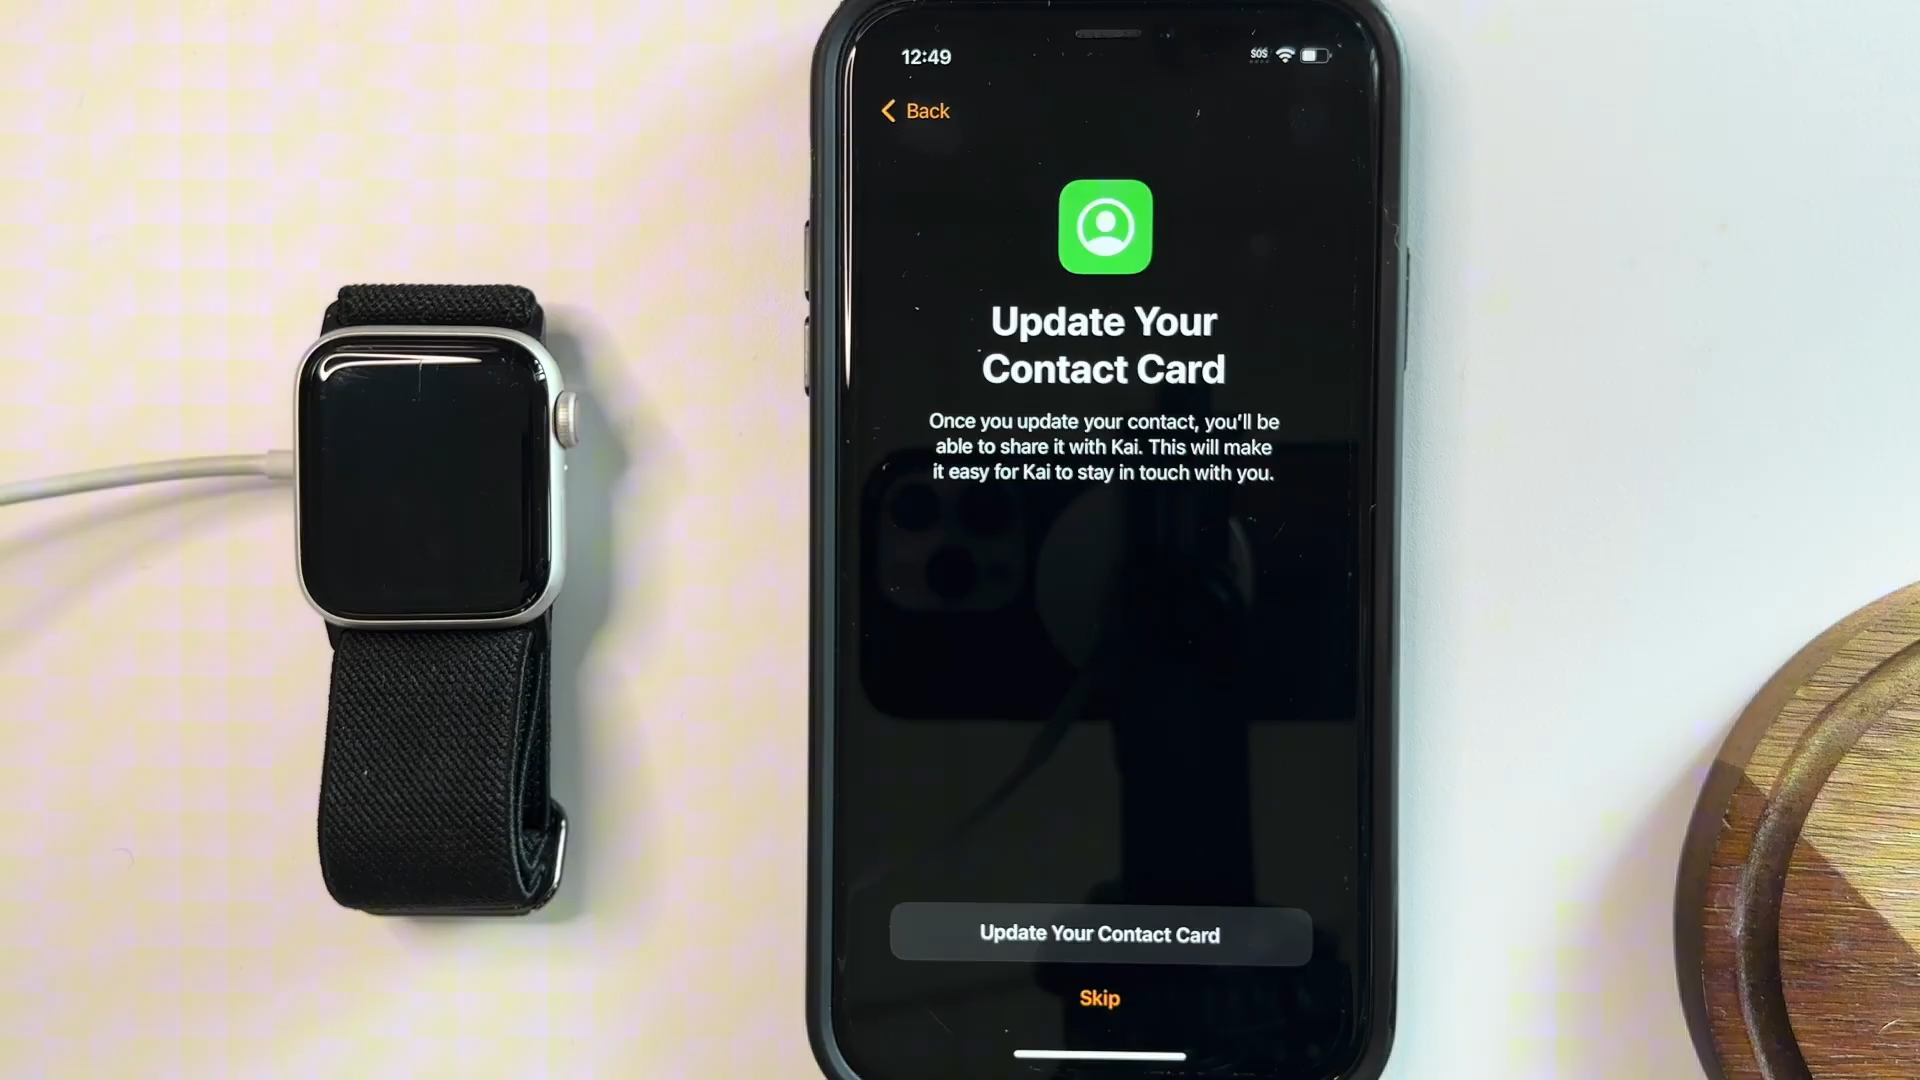 12:49
SOS
Back
Update Your
Contact Card
Once you update your contact, you'll be
able to share it with Kai. This will make
it easy for Kai to stay in touch with you.
Update Your Contact Card
Skip